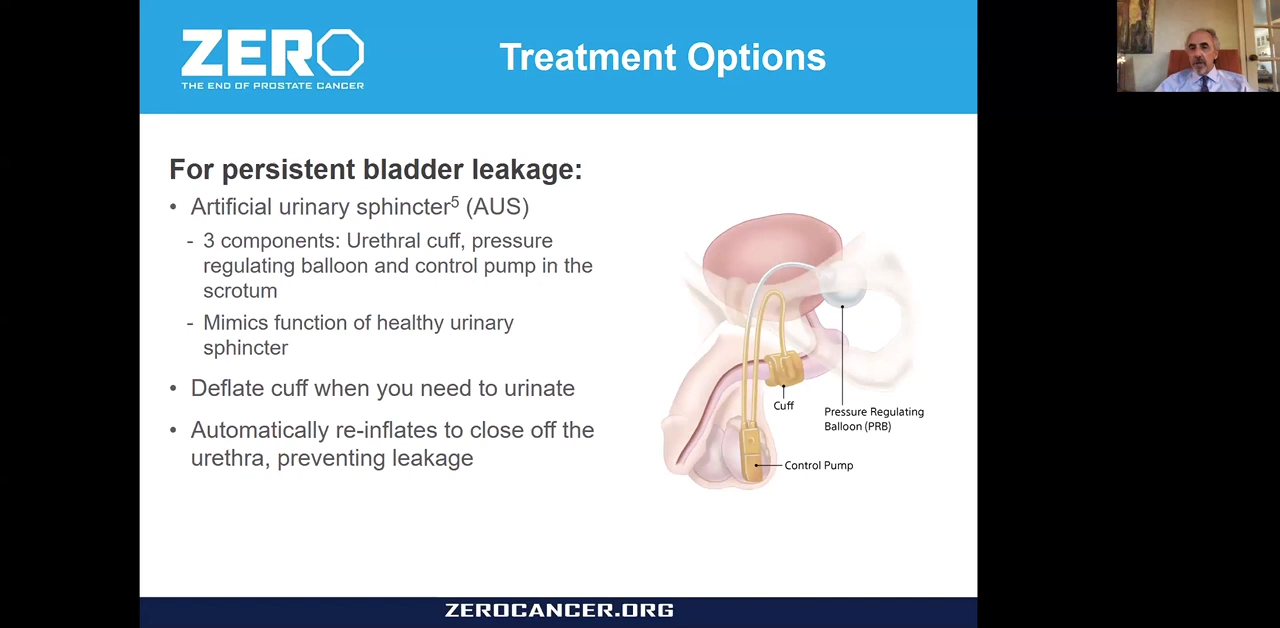 ZERO
THE END OF PROSTATE CANCER
Treatment Options
For persistent bladder leakage:
• Artificial urinary sphincter⁵ (AUS)
- 3 components: Urethral cuff, pressure
regulating balloon and control pump in the
scrotum
- Mimics function of healthy urinary
sphincter
• Deflate cuff when you need to urinate
• Automatically re-inflates to close off the
urethra, preventing leakage
Cuff
Pressure Regulating
Balloon (PRB)
Control Pump
ZEROCANCER.ORG